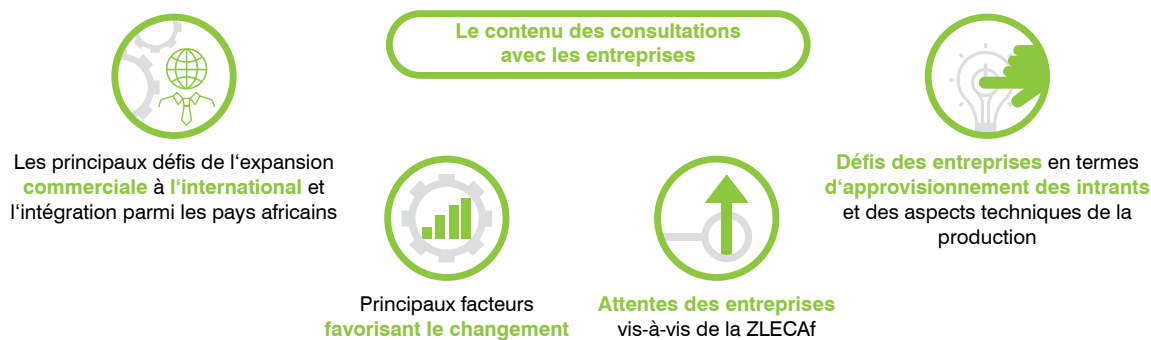 Le contenu des consultations
avec les entreprises
Les principaux défis de l‘expansion
commerciale à l‘international et
l‘intégration parmi les pays africains
Principaux facteurs
favorisant le changement
Attentes des entreprises
vis-à-vis de la ZLECAf
Défis des entreprises en termes
d‘approvisionnement des intrants
et des aspects techniques de la
production